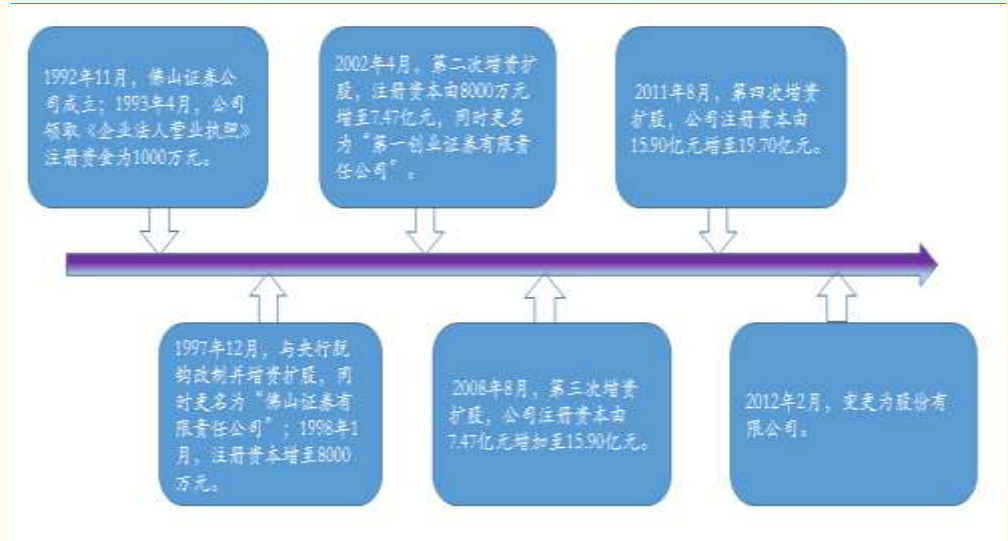 1992年11月，佛山证券公
司成立；1993年4月，公司
领取《企业法人营业执照》
注册资金为1000万元。
2002年4月，第二次增资扩
股，注册资本由8000万元
增至7.47亿元，同时更名
为“第一创业证券有限责
任公司”。
2011年8月，第四次增资
扩股，公司注册资本由
15.90亿元增至19.70亿元。
1997年12月，与央行脱
钩改制并增资扩股，同
时更名为“佛山证券有
限责任公司”；1998年1
月，注册资本增至8000
万元。
2008年8月，第三次增资
扩股，公司注册资本由
7.47亿元增加至15.90亿元。
2012年2月，变更为股份有
限公司。